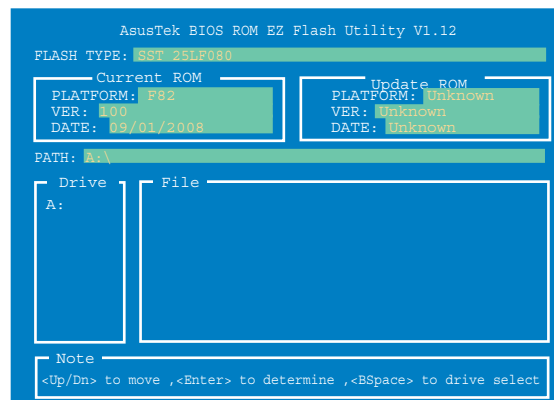 AsusTek BIOS ROM EZ Flash Utility V1.12
FLASH TYPE: SST 25LF080
Current ROM
PLATFORM: F82
VER: 100
DATE: 09/01/2008
Update ROM
PLATFORM: Unknown
VER: Unknown
DATE: Unknown
PATH: A:\
Drive
A:
File
Note
<Up/Dn> to move ,<Enter> to determine ,<BSpace> to drive select